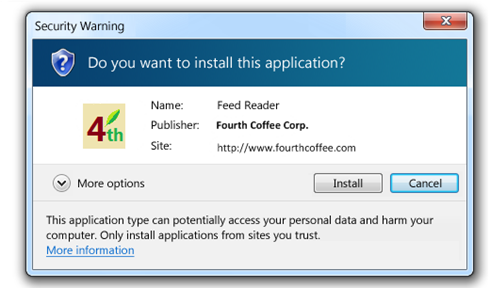 Security Warning
Do you want to install this application?
4th
Name: Feed Reader
Publisher: Fourth Coffee Corp.
Site: http://www.fourthcoffee.com
More options
Install Cancel
This application type can potentially access your personal data and harm your
computer. Only install applications from sites you trust.
More information